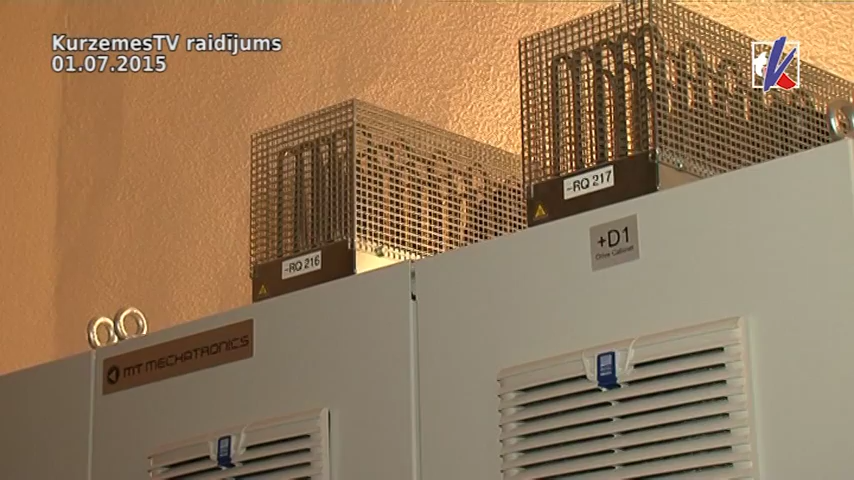 KurzemesTV raidījums
01.07.2015
-RQ 217
+D1
Drive Cabinet
-RQ 216
MT MECHATRONICS